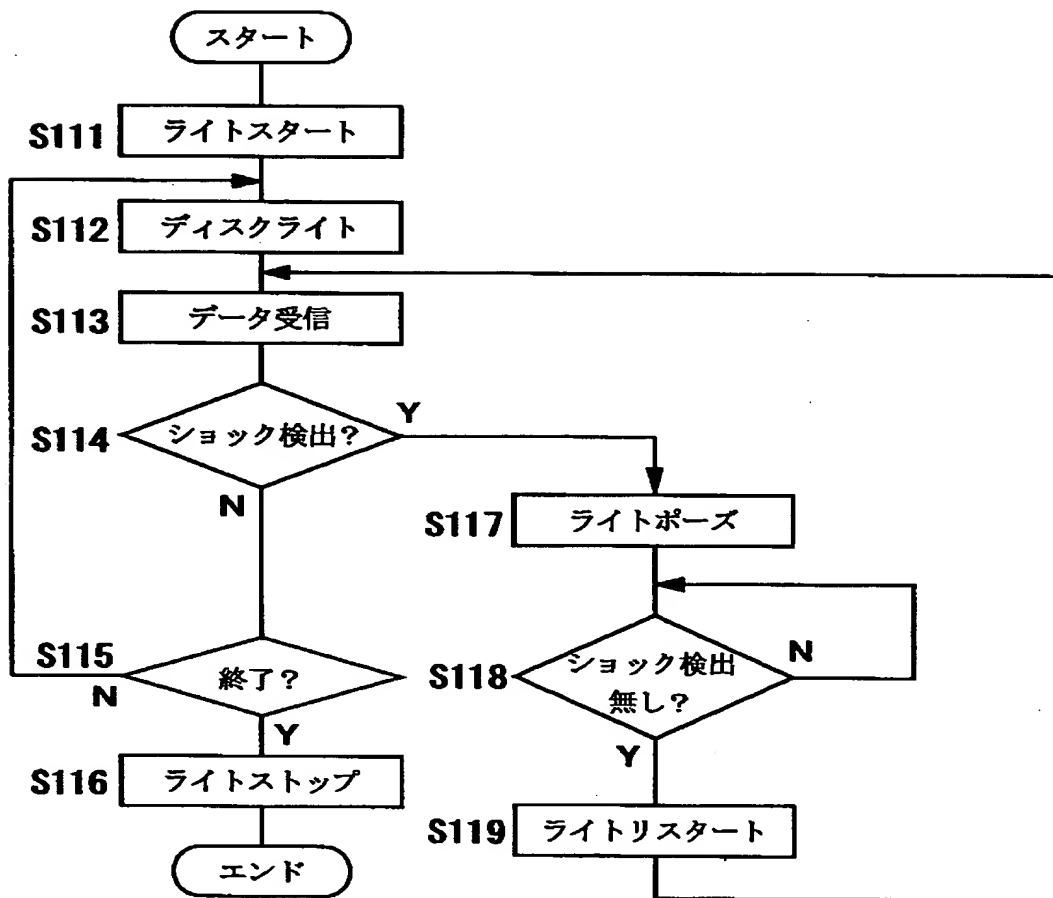 スタート
S111
ライトスタート
S112
ディスクライト
S113
データ受信
S114
ショック検出?
Y
N
S117
ライトポーズ
S115
終了?
N
Y
S118
ショック検出
無し?
N
Y
S116
ライトストップ
S119
ライトリスタート
エンド